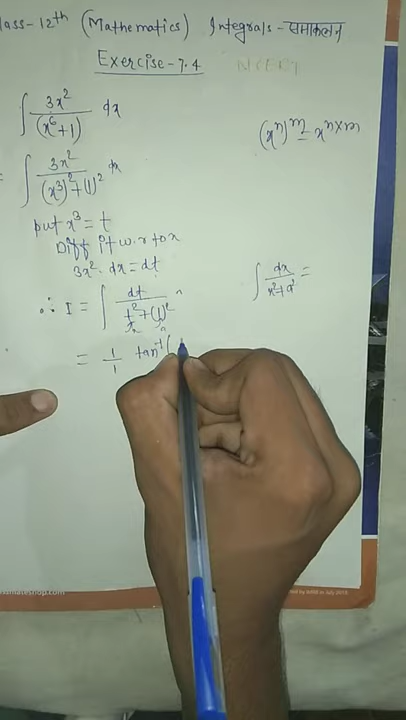 lass-12th (Mathematics) Integrals-समाकलन
Exercise-7.4 NCERT
∫ 3x²/(x⁶+1) dx
(xⁿ)ᵐ = xⁿˣᵐ
= ∫ 3x²/((x³)²+(1)²) dx
put x³ = t
Diff it w.r to x
3x². dx = dt
∴ I = ∫ dt/(t²+(1)²)
∫ dx/(x²+a²) =
= 1/1 tan⁻¹(